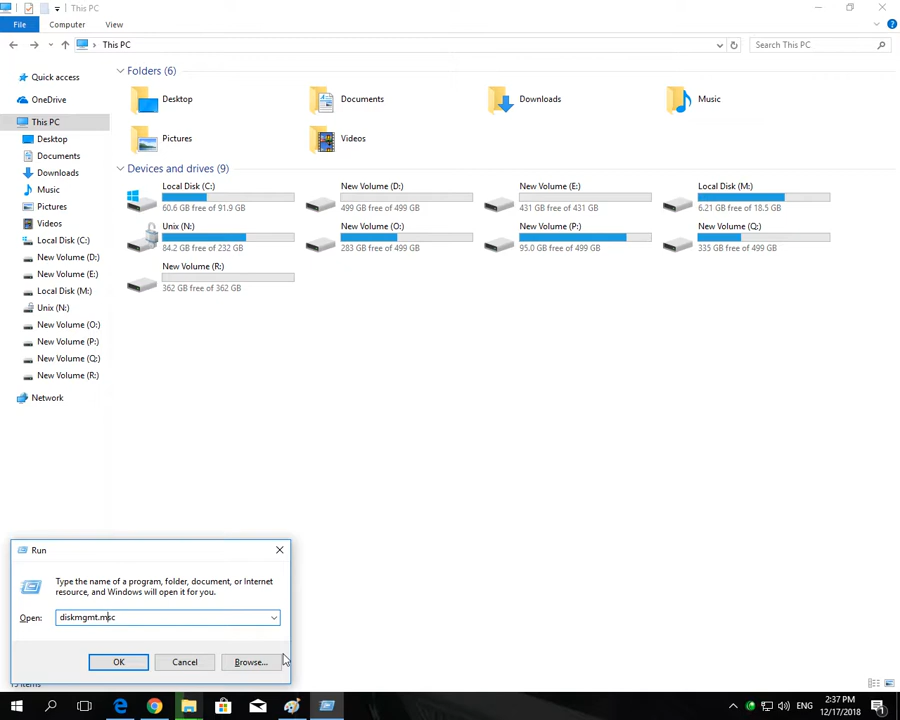 This PC
File
Computer
View
This PC
Search This PC
Quick access
OneDrive
This PC
Desktop
Documents
Downloads
Music
Pictures
Videos
Local Disk (C:)
New Volume (D:)
New Volume (E:)
Local Disk (M:)
Unix (N:)
New Volume (O:)
New Volume (P:)
New Volume (Q:)
New Volume (R:)
Network
Folders (6)
Desktop
Documents
Downloads
Music
Pictures
Videos
Devices and drives (9)
Local Disk (C:)
60.6 GB free of 91.9 GB
New Volume (D:)
499 GB free of 499 GB
New Volume (E:)
431 GB free of 431 GB
Local Disk (M:)
6.21 GB free of 18.5 GB
Unix (N:)
84.2 GB free of 232 GB
New Volume (O:)
283 GB free of 499 GB
New Volume (P:)
95.0 GB free of 499 GB
New Volume (Q:)
335 GB free of 499 GB
New Volume (R:)
362 GB free of 362 GB
Run
Type the name of a program, folder, document, or Internet
resource, and Windows will open it for you.
Open:
diskmgmt.msc
OK
Cancel
Browse...
ENG
2:37 PM
12/17/2018
1